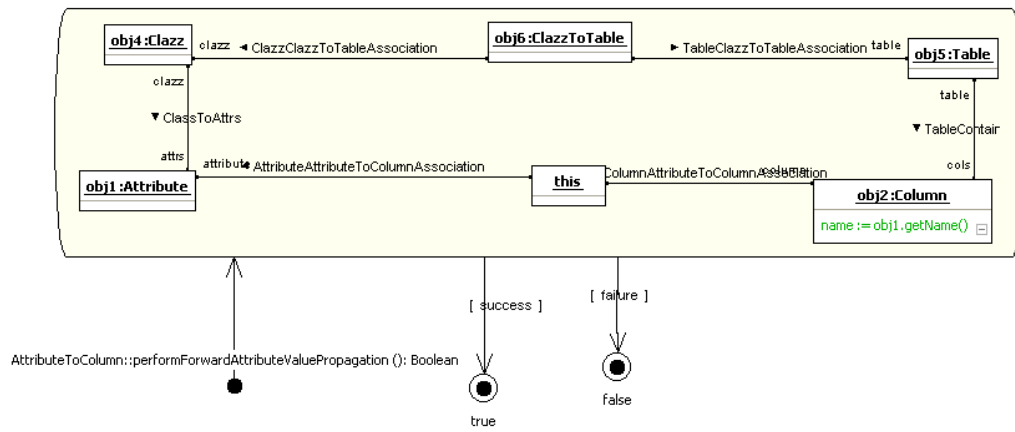 obj4:Clazz
clazz ◄ ClazzClazzToTableAssociation
obj6:ClazzToTable
► TableClazzToTableAssociation table
obj5:Table
clazz
table
▼ ClassToAttrs
▼ TableContain
attrs
attribute ◄ AttributeAttributeToColumnAssociation
this
ColumnAttributeToColumnAssociation
column
cols
obj1:Attribute
obj2:Column
name := obj1.getName()
[ success ]
[ failure ]
AttributeToColumn::performForwardAttributeValuePropagation (): Boolean
true
false